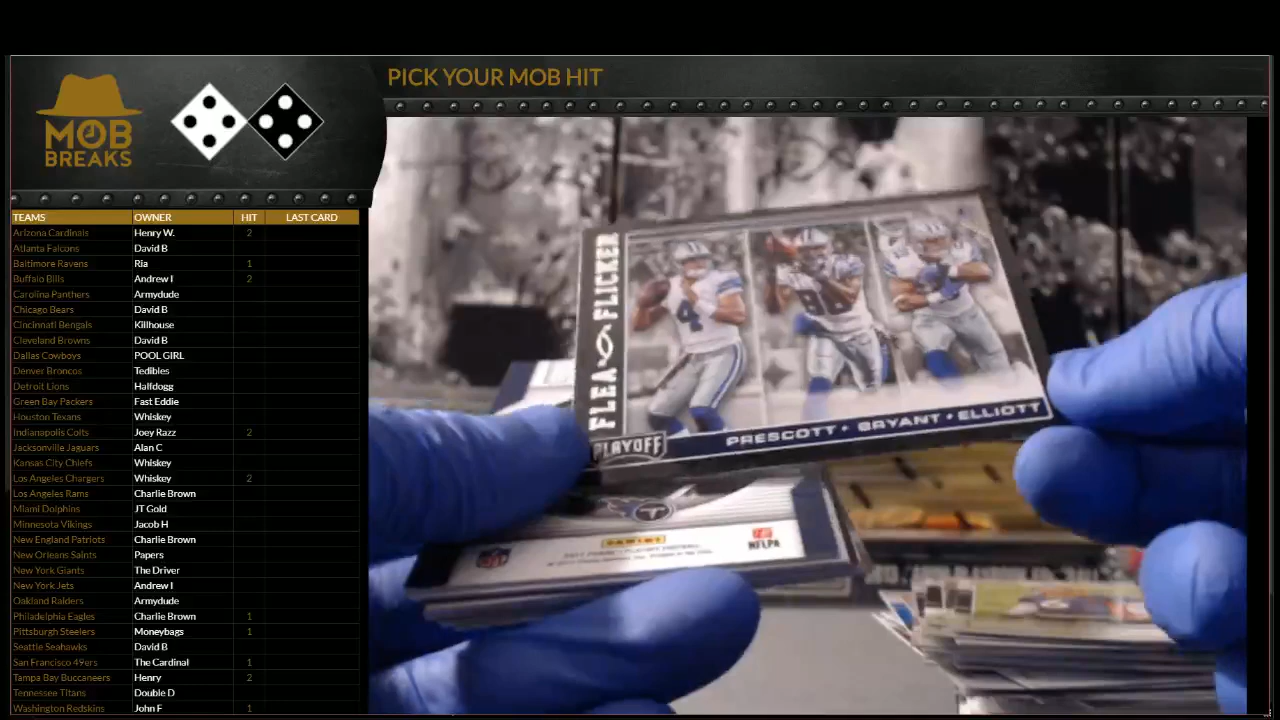 PICK YOUR MOB HIT
MOB
BREAKS
TEAMS OWNER HIT LAST CARD
Arizona Cardinals Henry W. 2
Atlanta Falcons David B
Baltimore Ravens Ria 1
Buffalo Bills Andrew I 2
Carolina Panthers Armydude
Chicago Bears David B
Cincinnati Bengals Killhouse
Cleveland Browns David B
Dallas Cowboys POOL GIRL
Denver Broncos Tedibles
Detroit Lions Halfdogg
Green Bay Packers Fast Eddie
Houston Texans Whiskey
Indianapolis Colts Joey Razz 2
Jacksonville Jaguars Alan C
Kansas City Chiefs Whiskey
Los Angeles Chargers Whiskey 2
Los Angeles Rams Charlie Brown
Miami Dolphins JT Gold
Minnesota Vikings Jacob H
New England Patriots Charlie Brown
New Orleans Saints Papers
New York Giants The Driver
New York Jets Andrew I
Oakland Raiders Armydude
Philadelphia Eagles Charlie Brown 1
Pittsburgh Steelers Moneybags 1
Seattle Seahawks David B
San Francisco 49ers The Cardinal 1
Tampa Bay Buccaneers Henry 2
Tennessee Titans Double D
Washington Redskins John F 1
FLEA FLICKER
4
88
PLAYOFF
PRESCOTT • BRYANT • ELLIOTT
T
PANINI
NFL
NFLPA